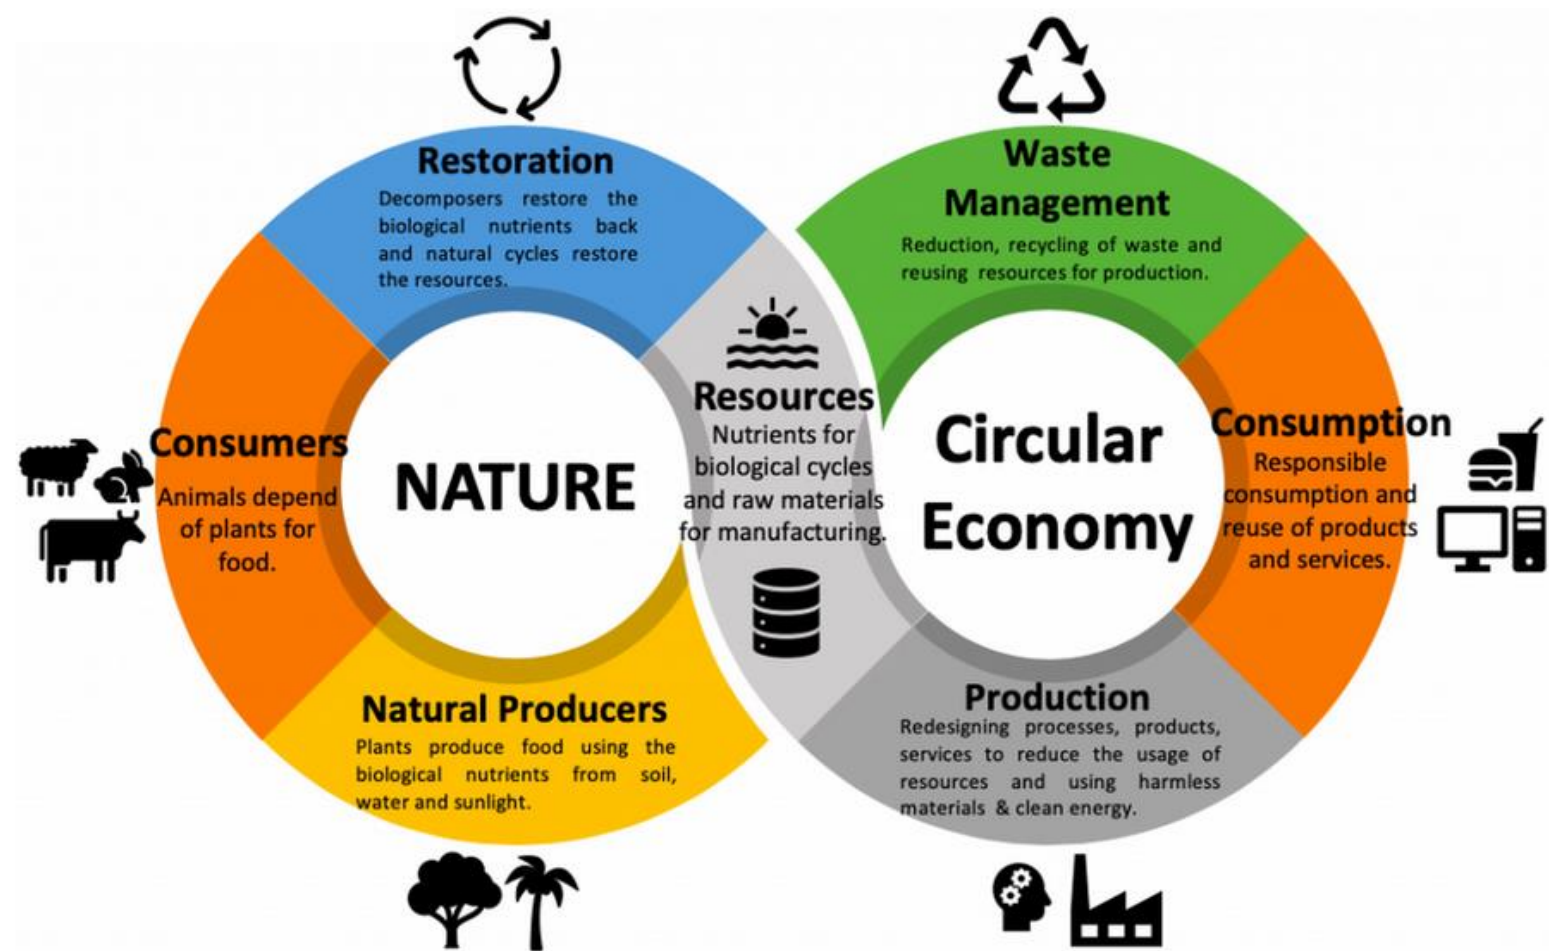 Restoration
Decomposers restore the
biological nutrients back
and natural cycles restore
the resources.
Waste
Management
Reduction, recycling of waste and
reusing resources for production.
Consumers
Animals depend
of plants for
food.
NATURE
Resources
Nutrients for
biological cycles
and raw materials
for manufacturing.
Circular
Economy
Consumption
Responsible
consumption and
reuse of products
and services.
Natural Producers
Plants produce food using the
biological nutrients from soil,
water and sunlight.
Production
Redesigning processes, products,
services to reduce the usage of
resources and using harmless
materials & clean energy.